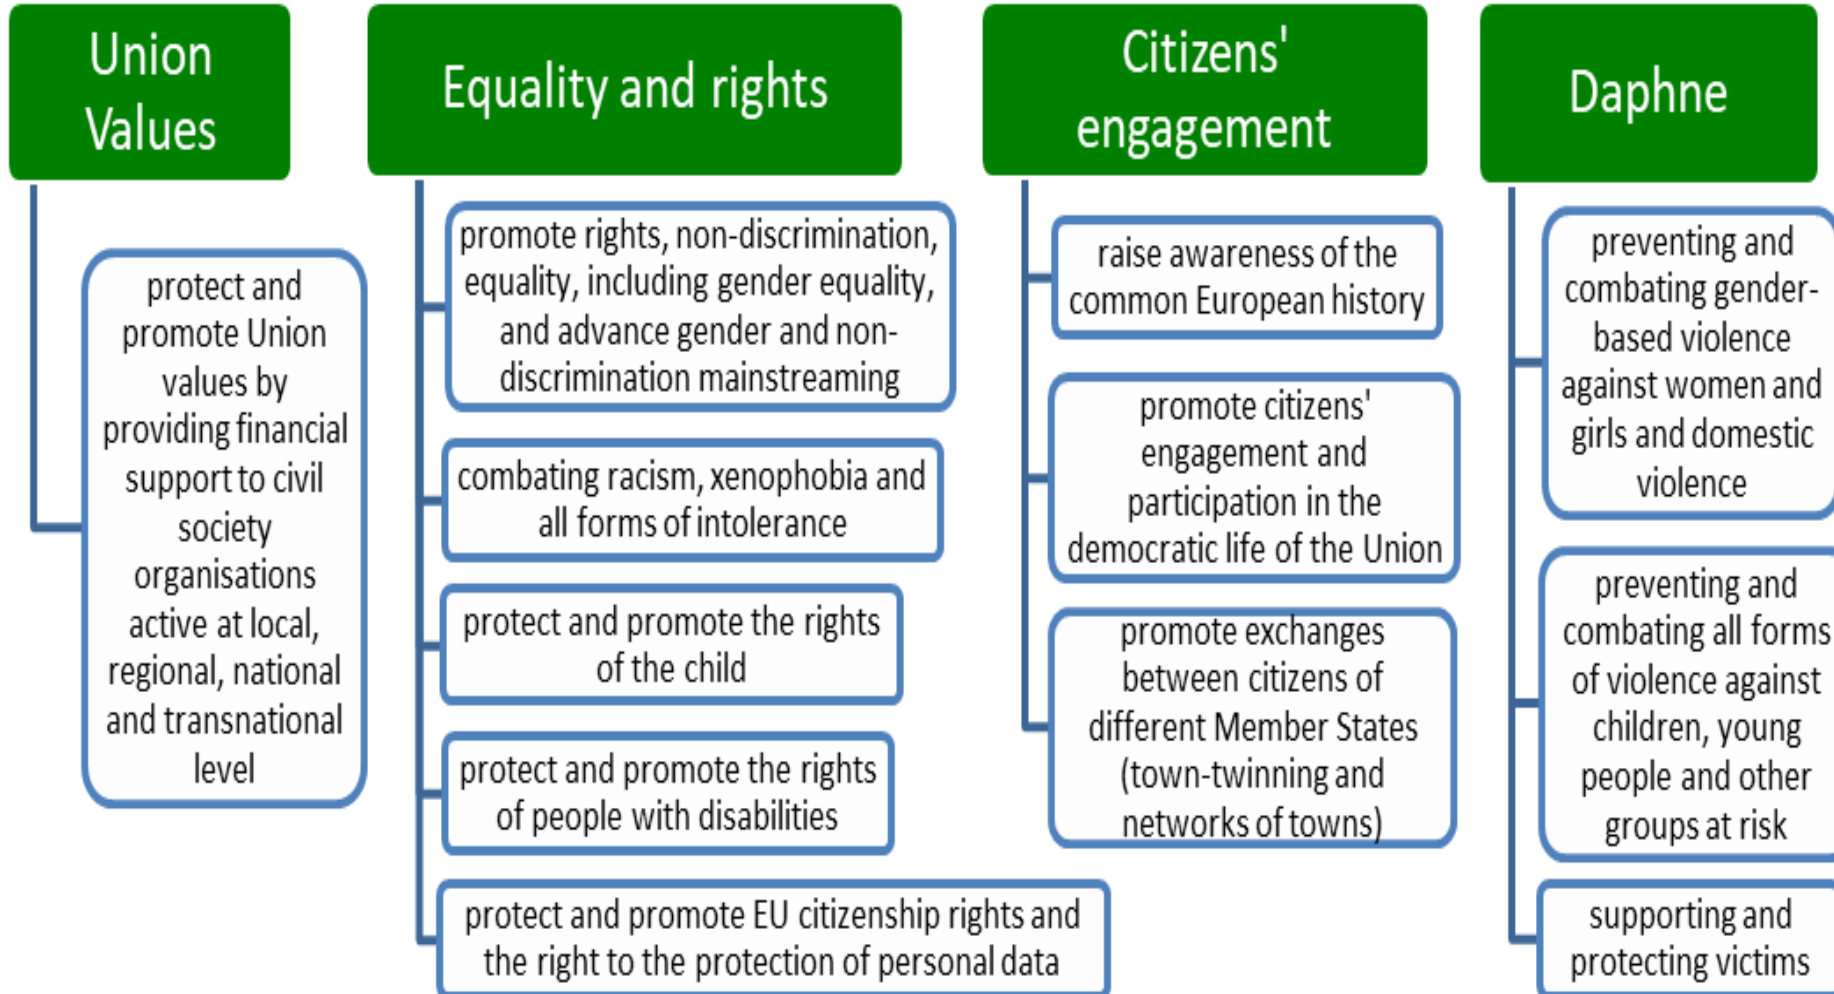 Union
Values
protect and
promote Union
values by
providing financial
support to civil
society
organisations
active at local,
regional, national
and transnational
level
Equality and rights
promote rights, non-discrimination,
equality, including gender equality,
and advance gender and non-
discrimination mainstreaming
combating racism, xenophobia and
all forms of intolerance
protect and promote the rights
of the child
protect and promote the rights
of people with disabilities
protect and promote EU citizenship rights and
the right to the protection of personal data
Citizens'
engagement
raise awareness of the
common European history
promote citizens'
engagement and
participation in the
democratic life of the Union
promote exchanges
between citizens of
different Member States
(town-twinning and
networks of towns)
Daphne
preventing and
combating gender-
based violence
against women and
girls and domestic
violence
preventing and
combating all forms
of violence against
children, young
people and other
groups at risk
supporting and
protecting victims